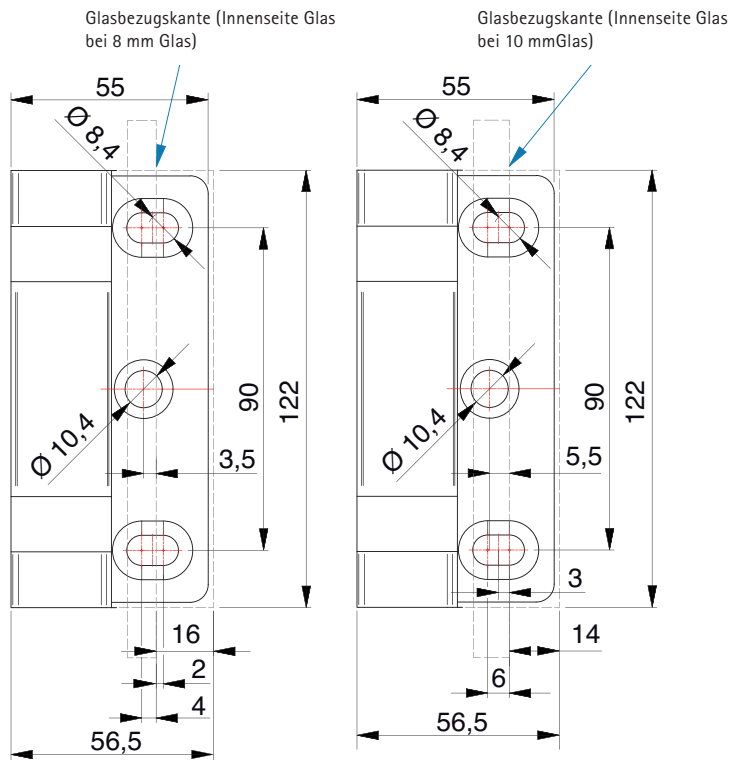 Glasbezugskante (Innenseite Glas
bei 8 mm Glas)
55
Ø 8,4
Ø 10,4
90
122
3,5
16
2
4
56,5
Glasbezugskante (Innenseite Glas
bei 10 mmGlas)
55
Ø 8,4
Ø 10,4
90
122
5,5
3
14
6
56,5